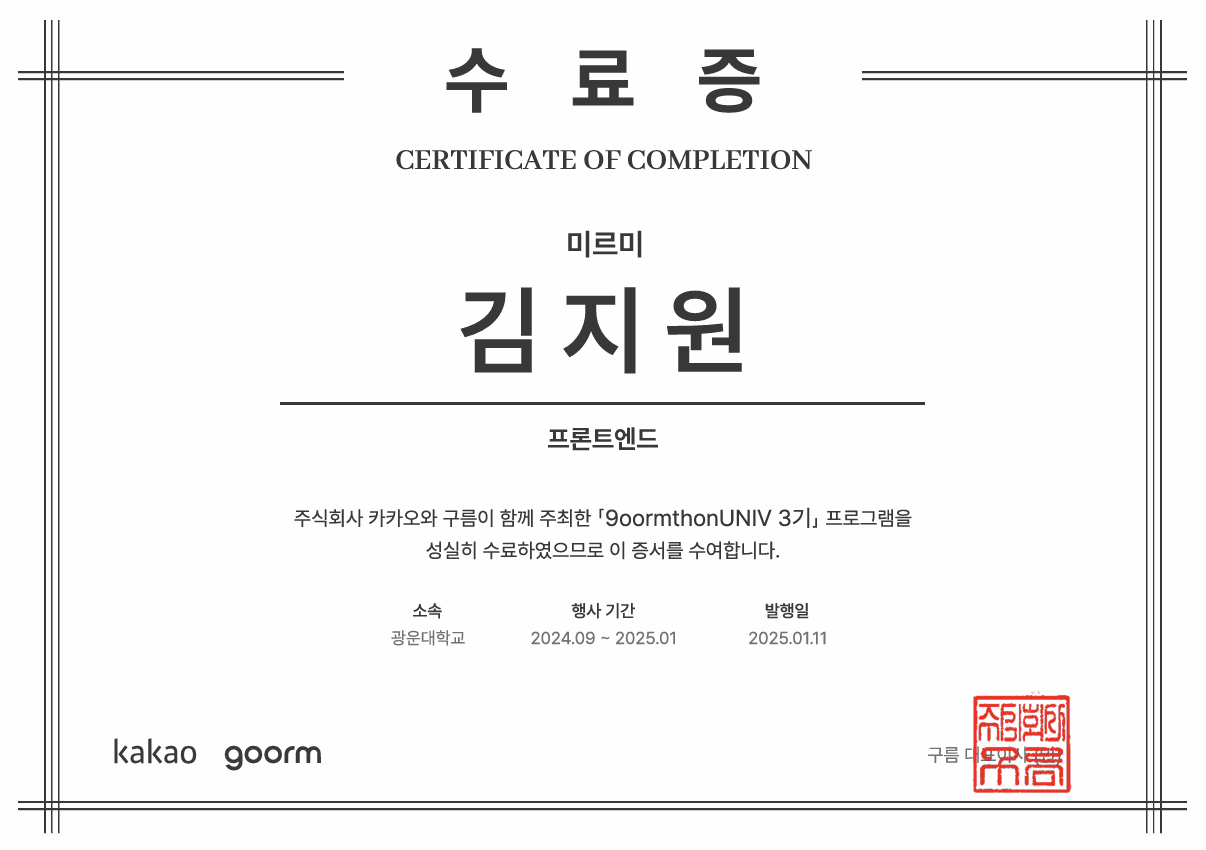 수 료 증
CERTIFICATE OF COMPLETION
미르미
김지원
프론트엔드
주식회사 카카오와 구름이 함께 주최한 「9oormthonUNIV 3기」 프로그램을
성실히 수료하였으므로 이 증서를 수여합니다.
소속 행사 기간 발행일
광운대학교 2024.09 ~ 2025.01 2025.01.11
kakao goorm 구름 대표이사